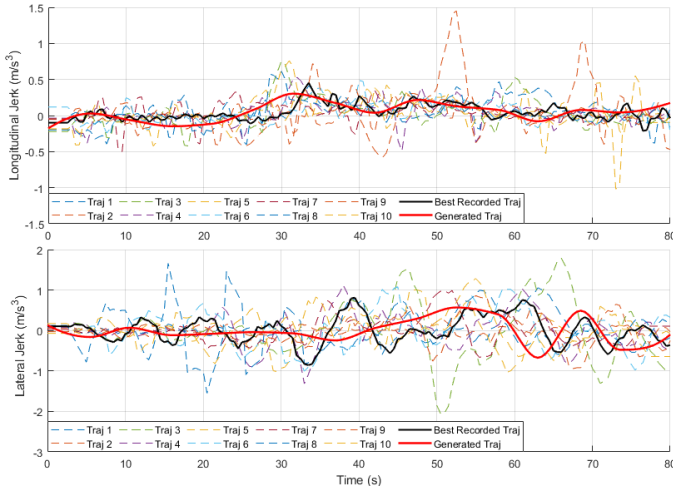 Longitudinal Jerk (m/s³)
1.5
1
0.5
0
-0.5
-1
-1.5
Traj 1 Traj 3 Traj 5 Traj 7 Traj 9 Best Recorded Traj
Traj 2 Traj 4 Traj 6 Traj 8 Traj 10 Generated Traj
0 10 20 30 40 50 60 70 80
Lateral Jerk (m/s³)
2
1
0
-1
-2
-3
Traj 1 Traj 3 Traj 5 Traj 7 Traj 9 Best Recorded Traj
Traj 2 Traj 4 Traj 6 Traj 8 Traj 10 Generated Traj
0 10 20 30 40 50 60 70 80
Time (s)